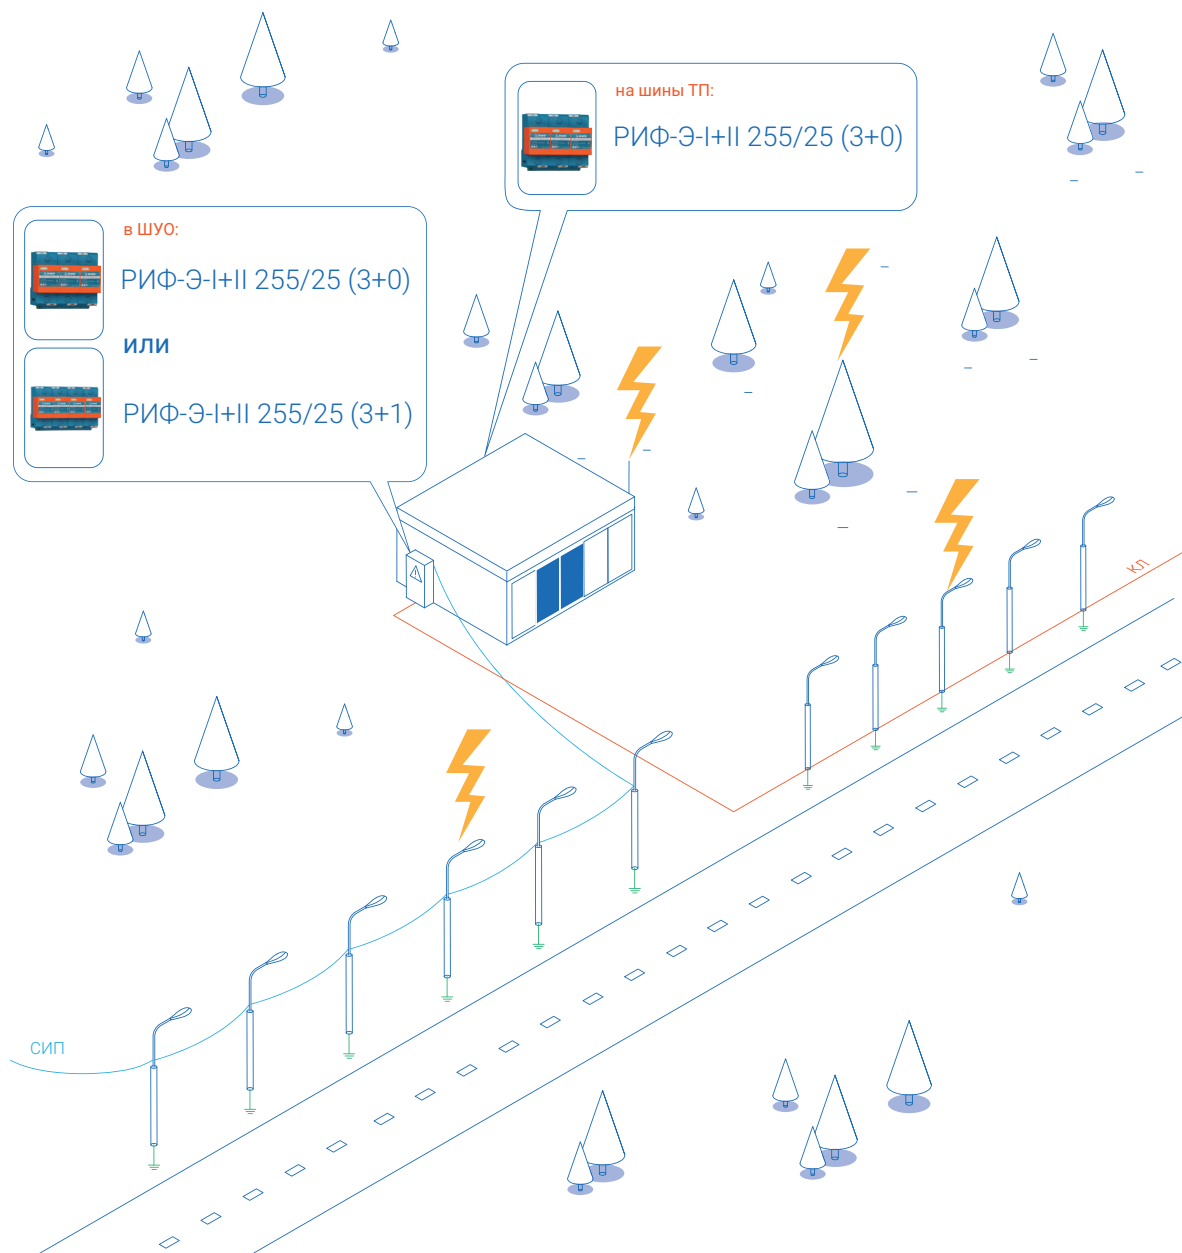 на шины ТП:
РИФ-Э-I+II 255/25 (3+0)
в ШУО:
РИФ-Э-I+II 255/25 (3+0)
или
РИФ-Э-I+II 255/25 (3+1)
КЛ
СИП